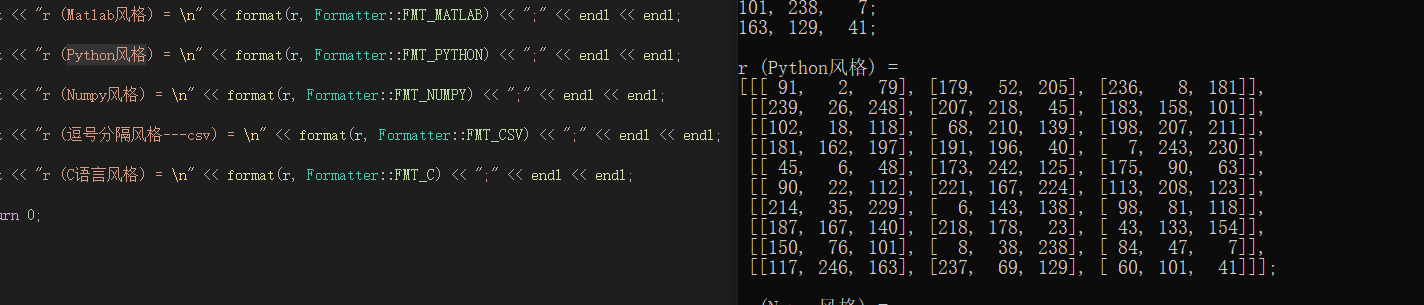 << "r (Matlab风格) = \n" << format(r, Formatter::FMT_MATLAB) << ";" << endl << endl;
<< "r (Python风格) = \n" << format(r, Formatter::FMT_PYTHON) << ";" << endl << endl;
<< "r (Numpy风格) = \n" << format(r, Formatter::FMT_NUMPY) << ";" << endl << endl;
<< "r (逗号分隔风格---csv) = \n" << format(r, Formatter::FMT_CSV) << ";" << endl << endl;
<< "r (C语言风格) = \n" << format(r, Formatter::FMT_C) << ";" << endl << endl;
urn 0;
101, 238,   7;
163, 129,  41;
r (Python风格) =
[[[ 91,   2,  79], [179,  52, 205], [236,   8, 181]],
[[239,  26, 248], [207, 218,  45], [183, 158, 101]],
[[102,  18, 118], [ 68, 210, 139], [198, 207, 211]],
[[181, 162, 197], [191, 196,  40], [  7, 243, 230]],
[[ 45,   6,  48], [173, 242, 125], [175,  90,  63]],
[[ 90,  22, 112], [221, 167, 224], [113, 208, 123]],
[[214,  35, 229], [  6, 143, 138], [ 98,  81, 118]],
[[187, 167, 140], [218, 178,  23], [ 43, 133, 154]],
[[150,  76, 101], [  8,  38, 238], [ 84,  47,   7]],
[[117, 246, 163], [237,  69, 129], [ 60, 101,  41]]];